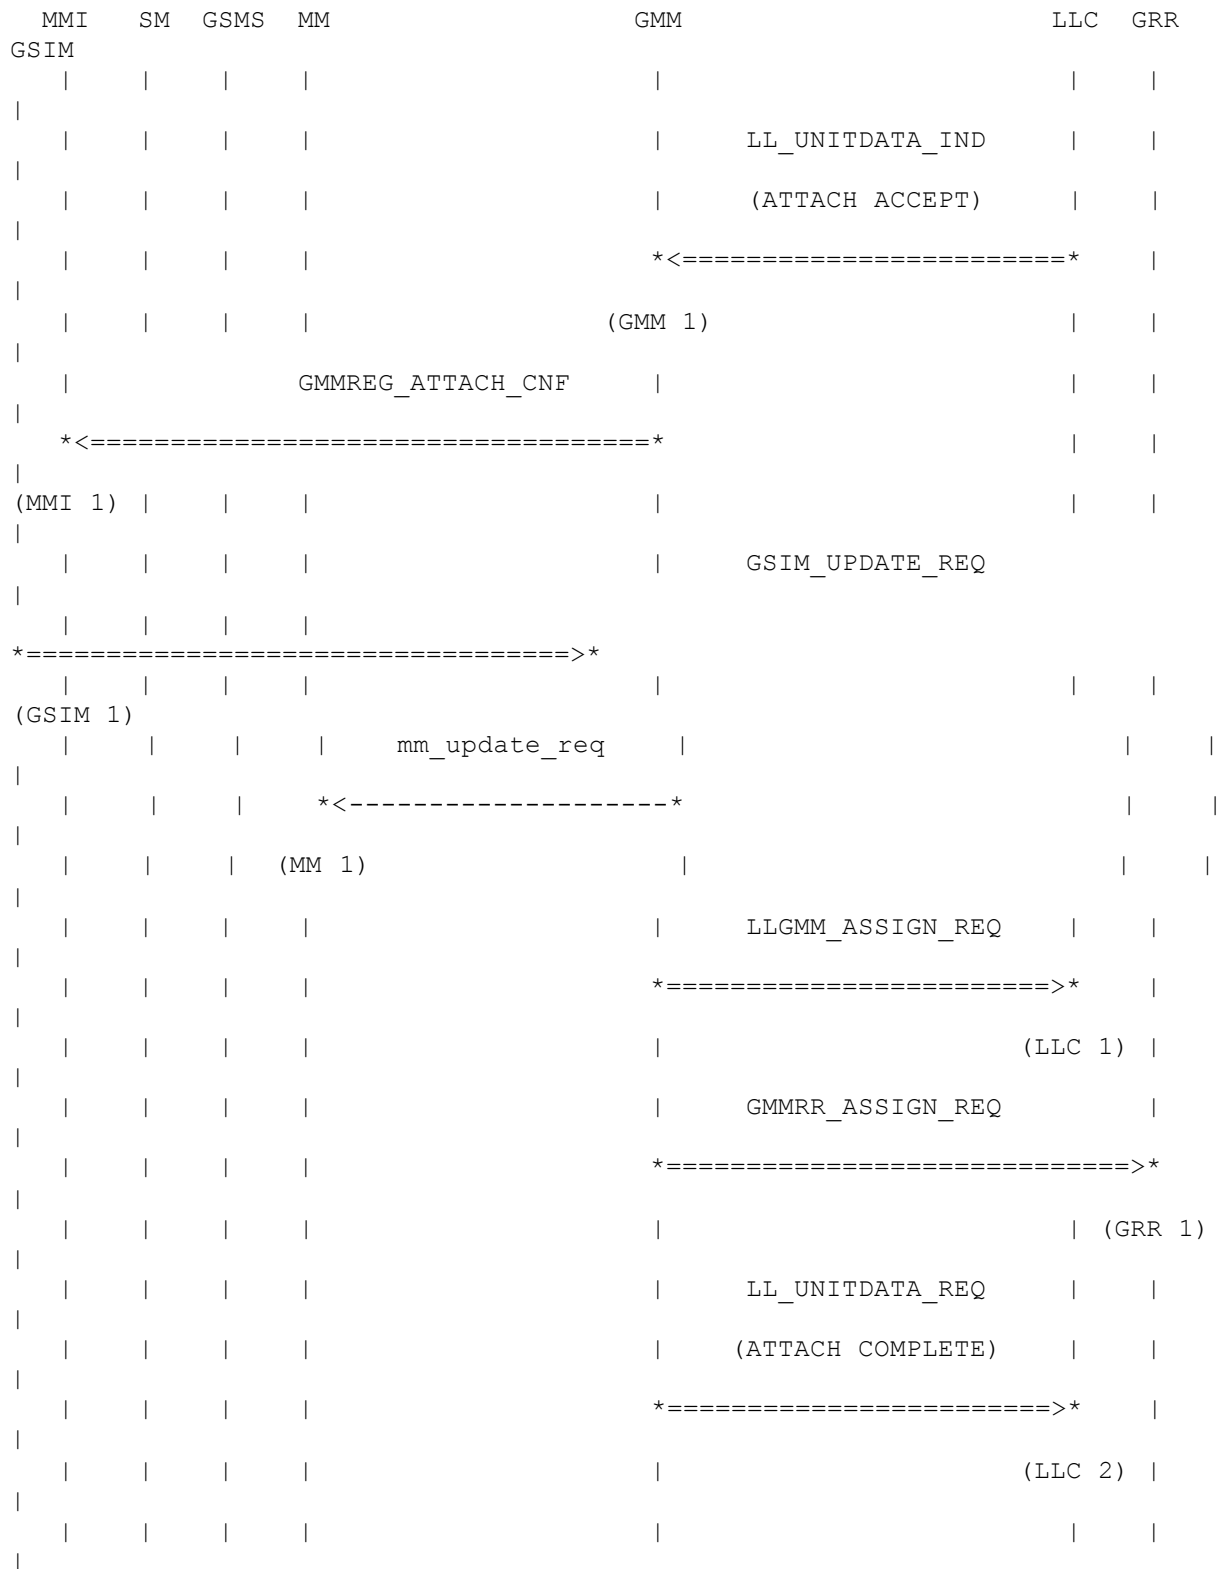 MMI    SM  GSMS  MM                   GMM                       LLC  GRR
GSIM
   |     |    |    |                     |                         |    |
|
   |     |    |    |                     |     LL_UNITDATA_IND     |    |
|
   |     |    |    |                     |     (ATTACH ACCEPT)     |    |
|
   |     |    |    |                     *<========================*    |
|
   |     |    |    |                  (GMM 1)                      |    |
|
   |              GMMREG_ATTACH_CNF      |                         |    |
|
   *<===================================*                         |    |
|
(MMI 1) |    |    |                     |                         |    |
|
   |     |    |    |                     |     GSIM_UPDATE_REQ
|
   |     |    |    |
*==================================>*
   |     |    |    |                     |                         |    |
(GSIM 1)
   |     |    |    |    mm_update_req    |                           |    |
|
   |     |    |    *<--------------------*                           |    |
|
   |     |    |  (MM 1)                   |                          |    |
|
   |     |    |    |                     |     LLGMM_ASSIGN_REQ    |    |
|
   |     |    |    |                     *========================>*    |
|
   |     |    |    |                     |                      (LLC 1) |
|
   |     |    |    |                     |     GMMRR_ASSIGN_REQ         |
|
   |     |    |    |                     *=============================>*
|
   |     |    |    |                     |                         | (GRR 1)
|
   |     |    |    |                     |     LL_UNITDATA_REQ     |    |
|
   |     |    |    |                     |    (ATTACH COMPLETE)    |    |
|
   |     |    |    |                     *========================>*    |
|
   |     |    |    |                     |                      (LLC 2) |
|
   |     |    |    |                     |                         |    |
|